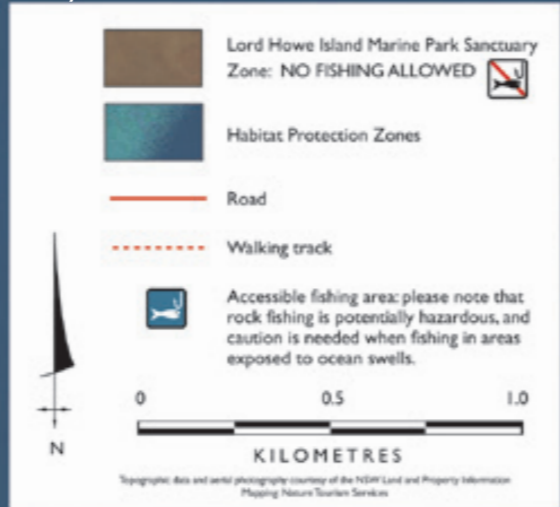 Lord Howe Island Marine Park Sanctuary
Zone: NO FISHING ALLOWED
Habitat Protection Zones
Road
Walking track
Accessible fishing area: please note that
rock fishing is potentially hazardous, and
caution is needed when fishing in areas
exposed to ocean swells.
N
0 0.5 1.0
KILOMETRES
Topographic data and aerial photography courtesy of the NSW Land and Property Information
Mapping: Nature Tourism Services